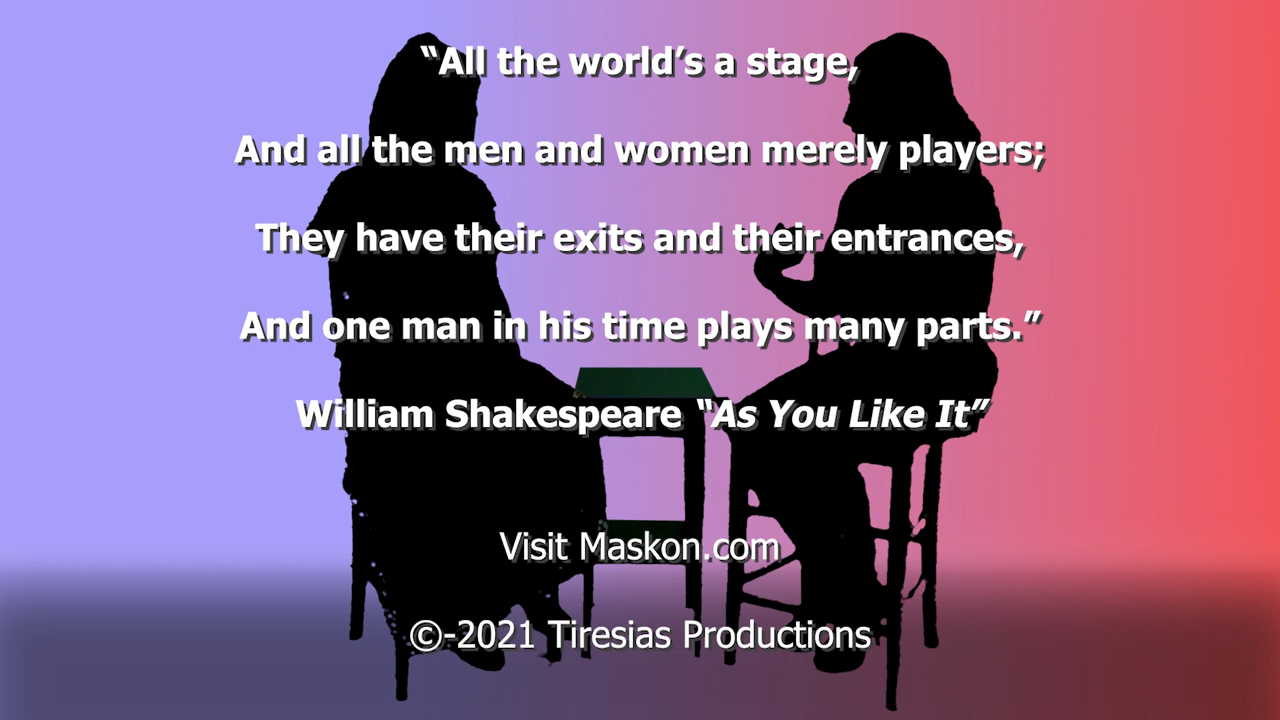 “All the world’s a stage,
And all the men and women merely players;
They have their exits and their entrances,
And one man in his time plays many parts.”
William Shakespeare “As You Like It”
Visit Maskon.com
©-2021 Tiresias Productions